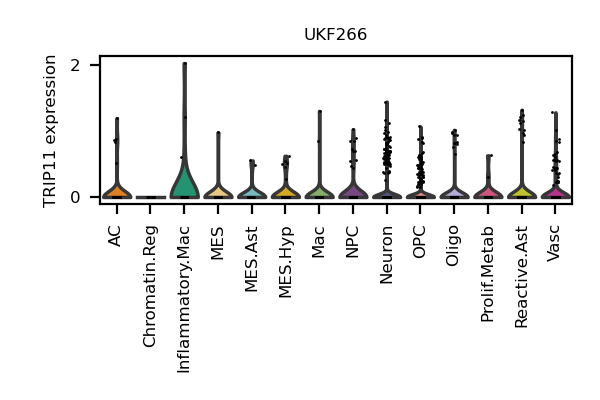 UKF266
TRIP11 expression
2
0
AC
Chromatin.Reg
Inflammatory.Mac
MES
MES.Ast
MES.Hyp
Mac
NPC
Neuron
OPC
Oligo
Prolif.Metab
Reactive.Ast
Vasc